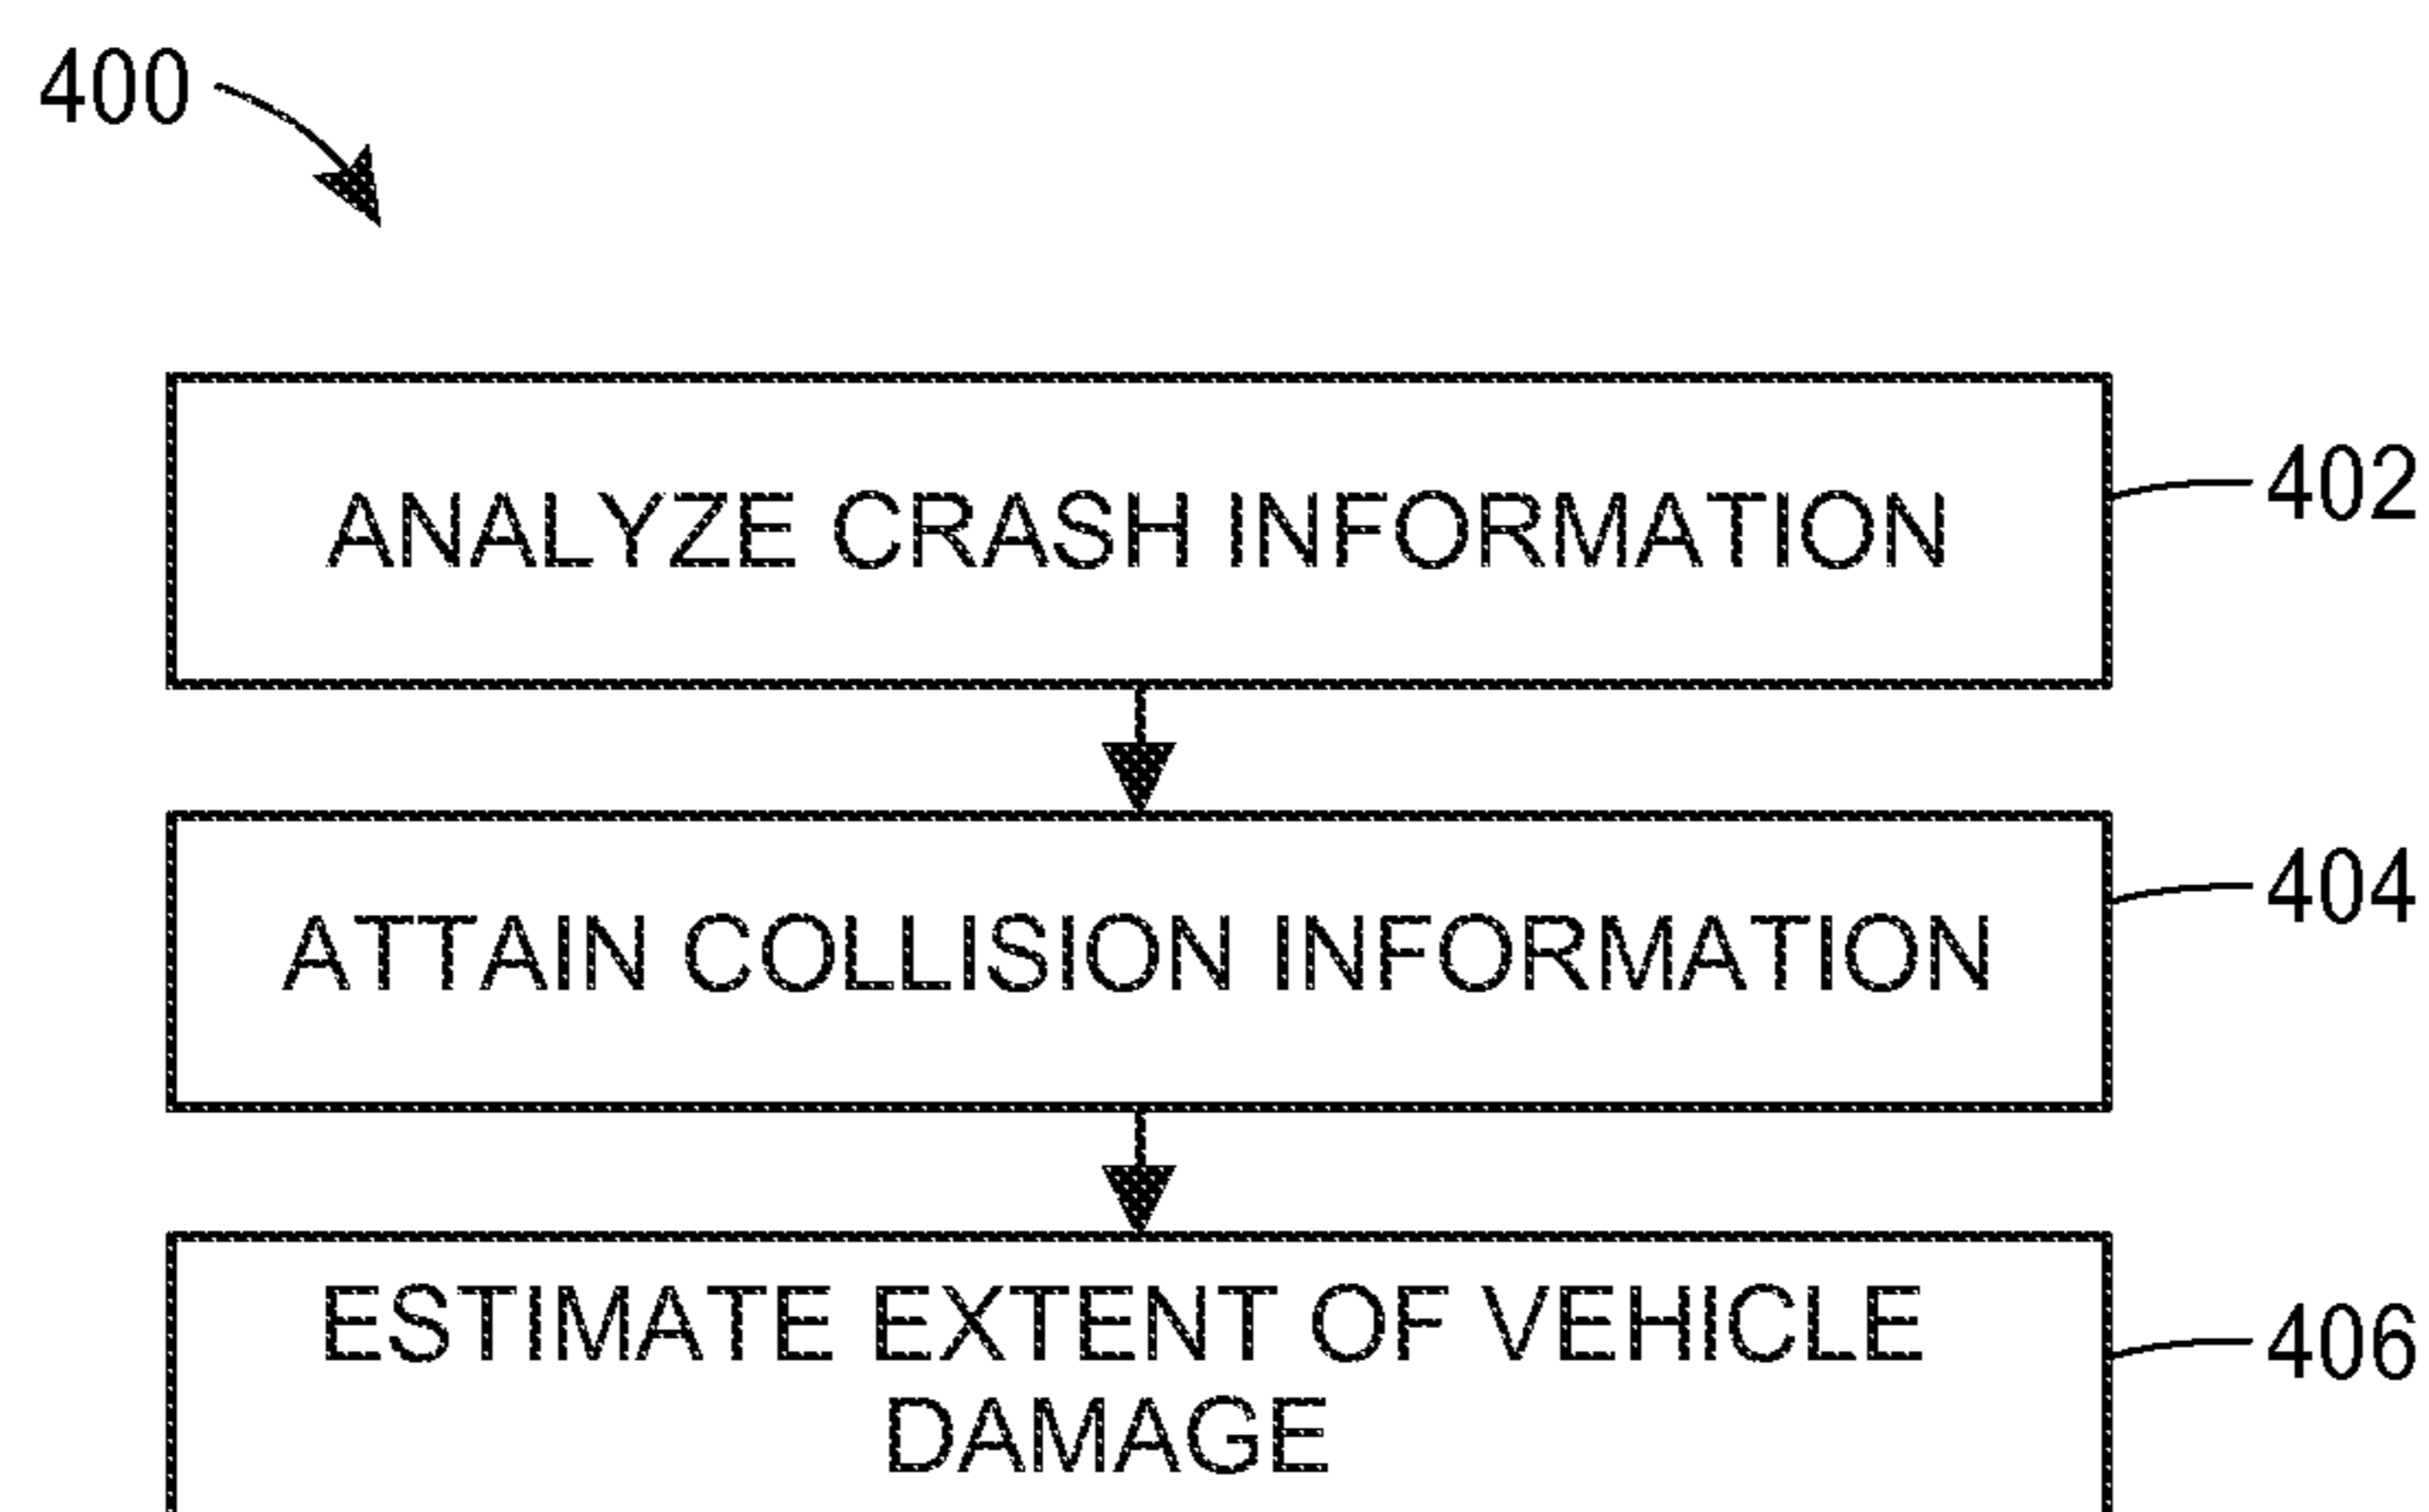 400
ANALYZE CRASH INFORMATION
402
ATTAIN COLLISION INFORMATION
404
ESTIMATE EXTENT OF VEHICLE
DAMAGE
406